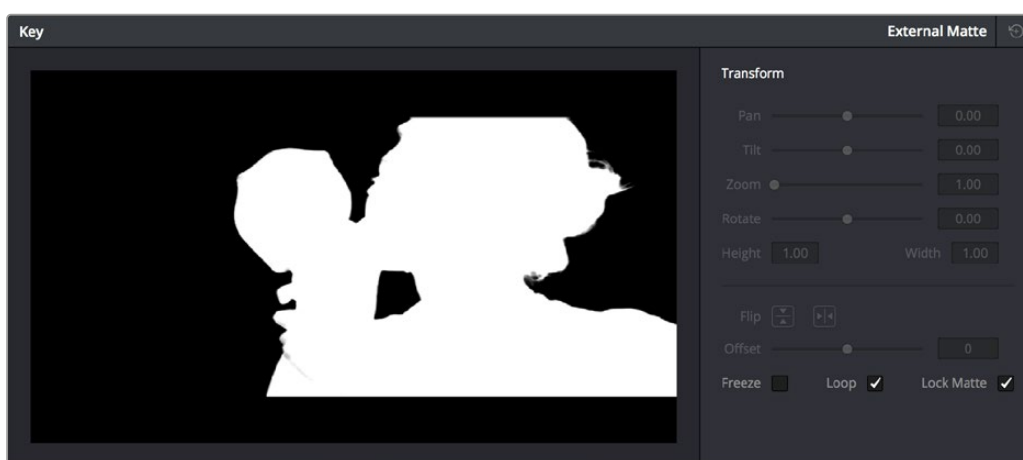 Key
External Matte
Transform
Pan 0.00
Tilt 0.00
Zoom 1.00
Rotate 0.00
Height 1.00 Width 1.00
Flip
Offset 0
Freeze Loop Lock Matte